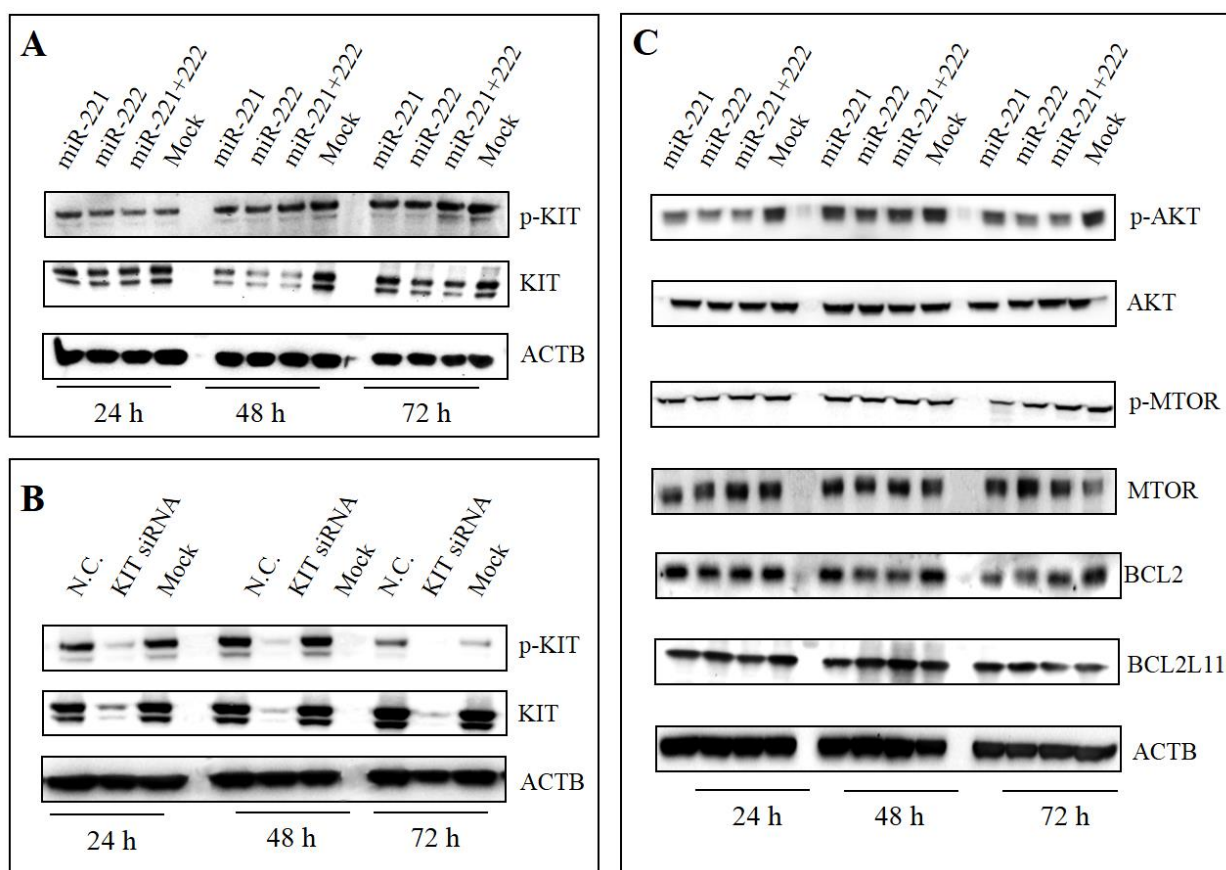 A
miR-221
miR-222
miR-221+222
Mock
miR-221
miR-222
miR-221+222
Mock
miR-221
miR-222
miR-221+222
Mock
p-KIT
KIT
ACTB
24 h
48 h
72 h
B
N.C.
KIT siRNA
Mock
N.C.
KIT siRNA
Mock
N.C.
KIT siRNA
Mock
p-KIT
KIT
ACTB
24 h
48 h
72 h
C
miR-221
miR-222
miR-221+222
Mock
miR-221
miR-222
miR-221+222
Mock
miR-221
miR-222
miR-221+222
Mock
p-AKT
AKT
p-MTOR
MTOR
BCL2
BCL2L11
ACTB
24 h
48 h
72 h